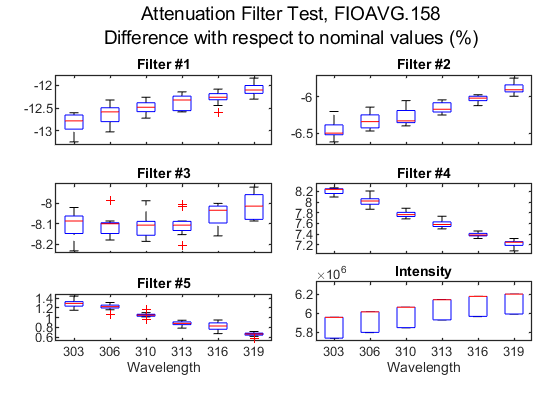 Attenuation Filter Test, FIOAVG.158
Difference with respect to nominal values (%)
Filter #1
-12
-12.5
-13
Filter #2
-6
-6.5
Filter #3
-8
-8.1
-8.2
Filter #4
8.2
8
7.8
7.6
7.4
7.2
Filter #5
1.4
1.2
1
0.8
0.6
303 306 310 313 316 319
Wavelength
Intensity
×10^6
6.2
6
5.8
303 306 310 313 316 319
Wavelength